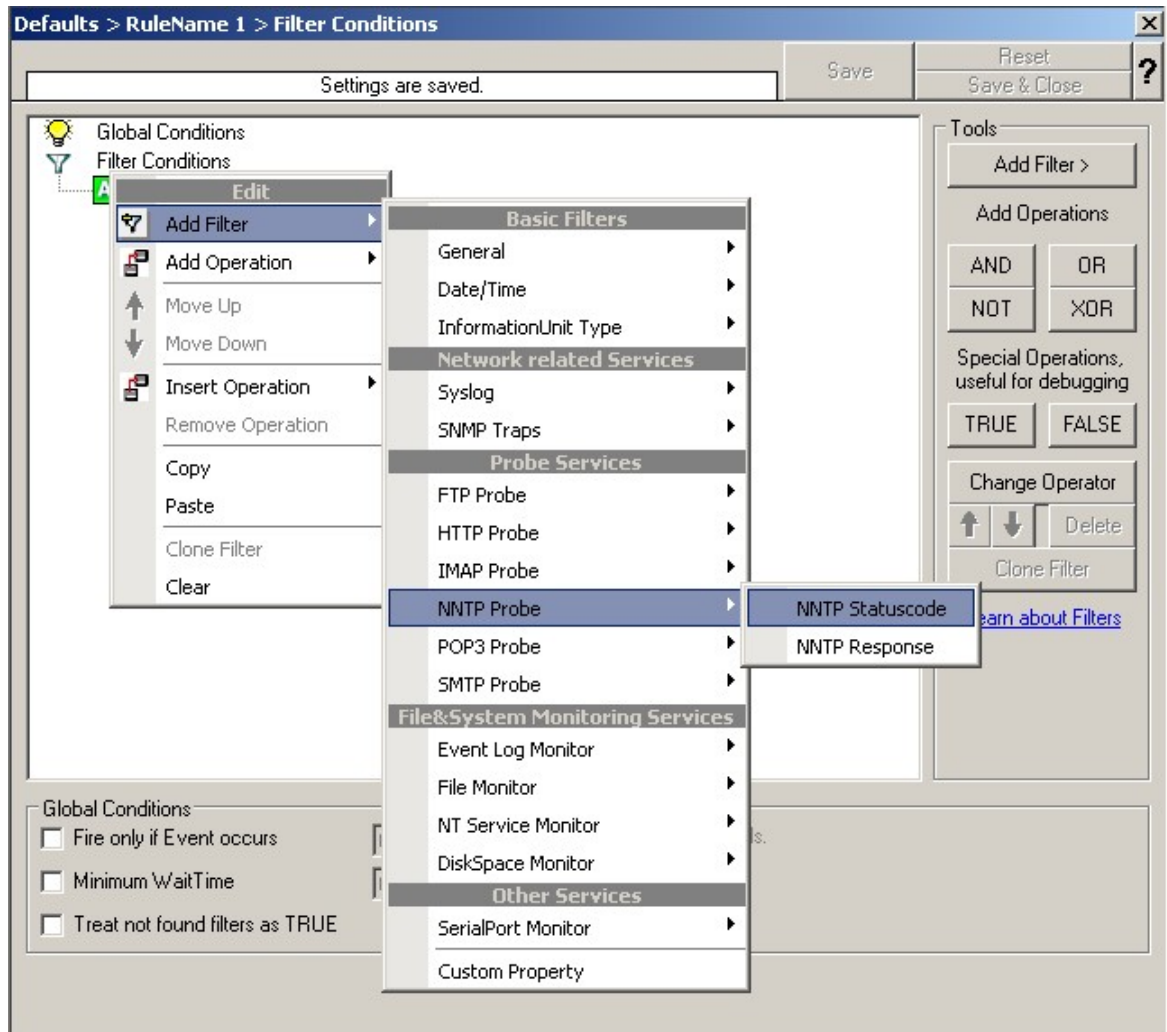 Defaults > RuleName 1 > Filter Conditions
Settings are saved.
Save
Reset
Save & Close
?
Global Conditions
Filter Conditions
A
Edit
Add Filter
Add Operation
Move Up
Move Down
Insert Operation
Remove Operation
Copy
Paste
Clone Filter
Clear
Basic Filters
General
Date/Time
InformationUnit Type
Network related Services
Syslog
SNMP Traps
Probe Services
FTP Probe
HTTP Probe
IMAP Probe
NNTP Probe
POP3 Probe
SMTP Probe
File&System Monitoring Services
Event Log Monitor
File Monitor
NT Service Monitor
DiskSpace Monitor
Other Services
SerialPort Monitor
Custom Property
NNTP Statuscode
NNTP Response
Tools
Add Filter >
Add Operations
AND OR
NOT XOR
Special Operations,
useful for debugging
TRUE FALSE
Change Operator
Delete
Clone Filter
earn about Filters
Global Conditions
Fire only if Event occurs
ls.
Minimum WaitTime
Treat not found filters as TRUE